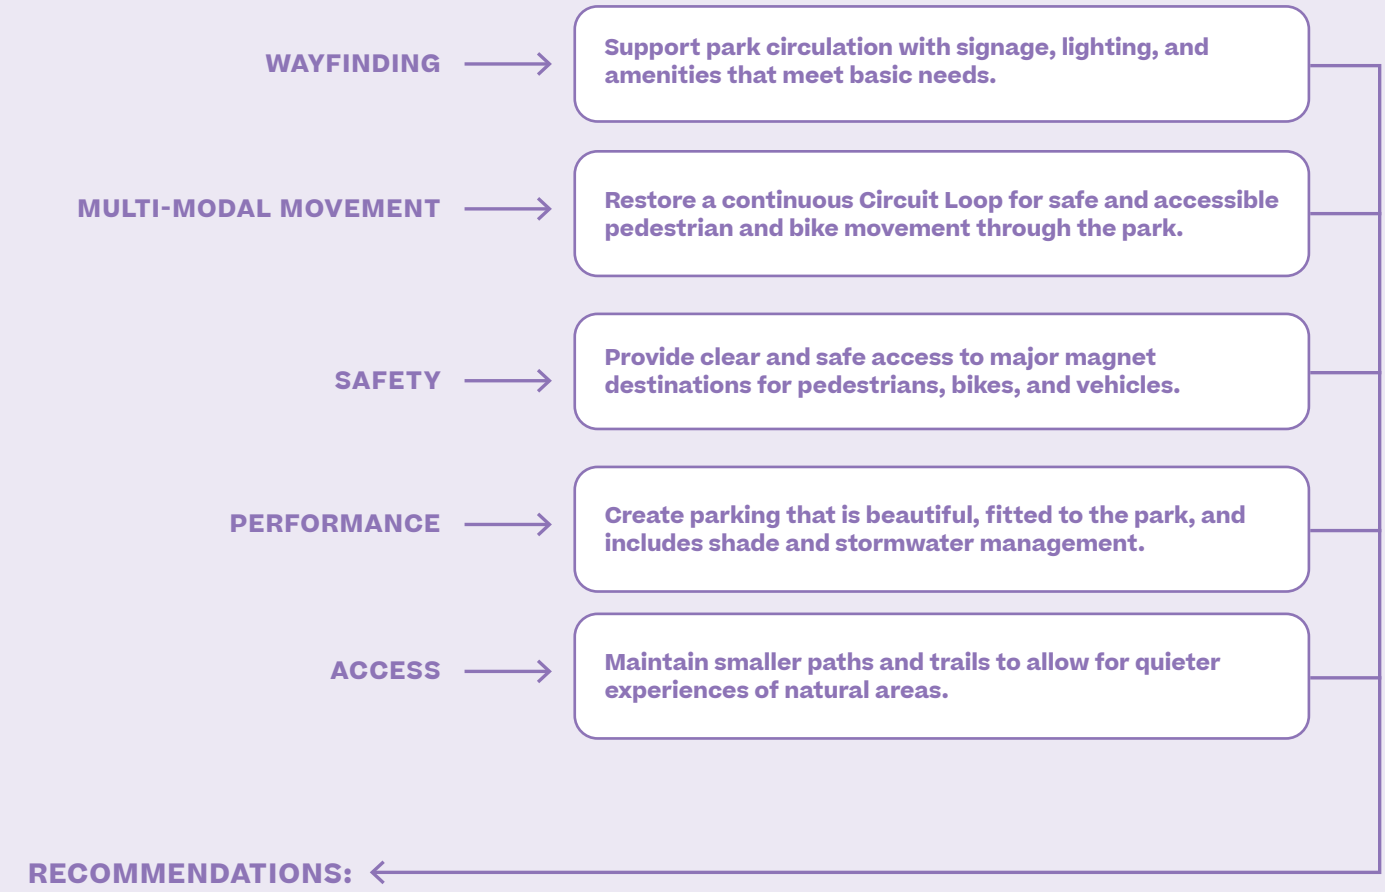 WAYFINDING
Support park circulation with signage, lighting, and
amenities that meet basic needs.
MULTI-MODAL MOVEMENT
Restore a continuous Circuit Loop for safe and accessible
pedestrian and bike movement through the park.
SAFETY
Provide clear and safe access to major magnet
destinations for pedestrians, bikes, and vehicles.
PERFORMANCE
Create parking that is beautiful, fitted to the park, and
includes shade and stormwater management.
ACCESS
Maintain smaller paths and trails to allow for quieter
experiences of natural areas.
RECOMMENDATIONS: